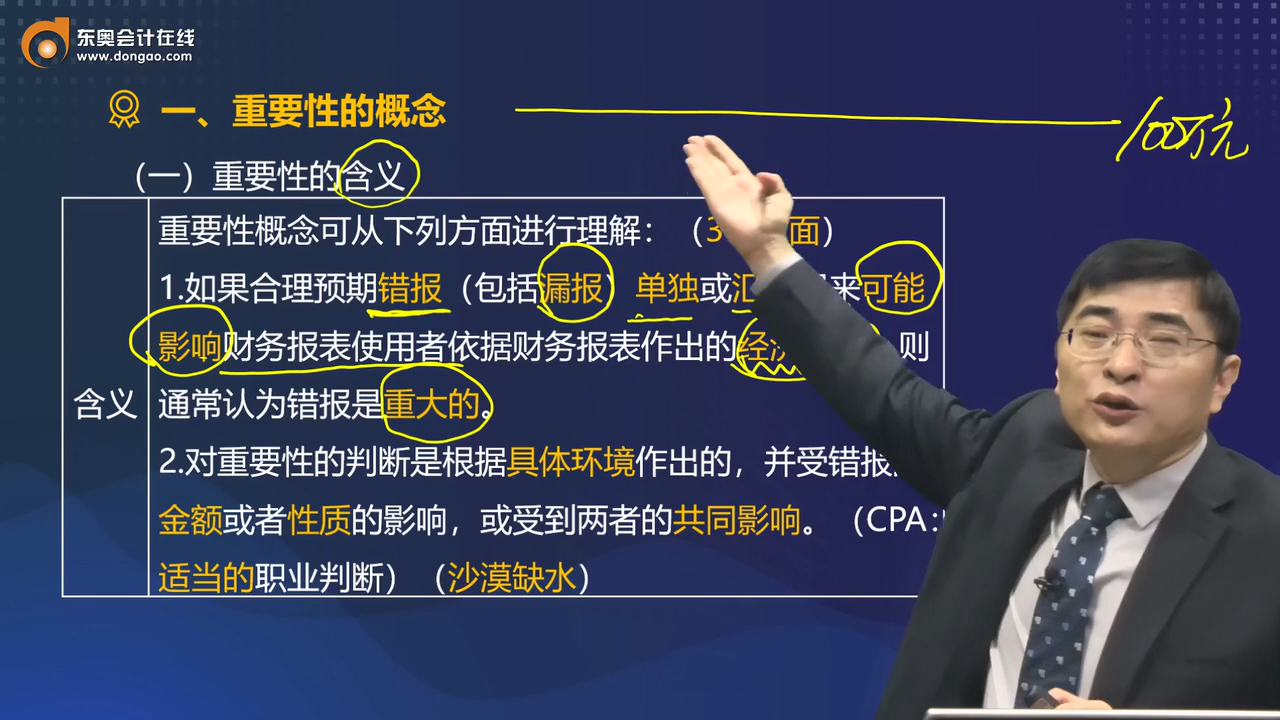 东奥会计在线
www.dongao.com
一、重要性的概念
100万元
（一）重要性的含义
重要性概念可从下列方面进行理解：（3 面）
1.如果合理预期错报（包括漏报）单独或汇 来可能
影响财务报表使用者依据财务报表作出的经济 ，则
含义 通常认为错报是重大的。
2.对重要性的判断是根据具体环境作出的，并受错报
金额或者性质的影响，或受到两者的共同影响。（CPA：
适当的职业判断）（沙漠缺水）